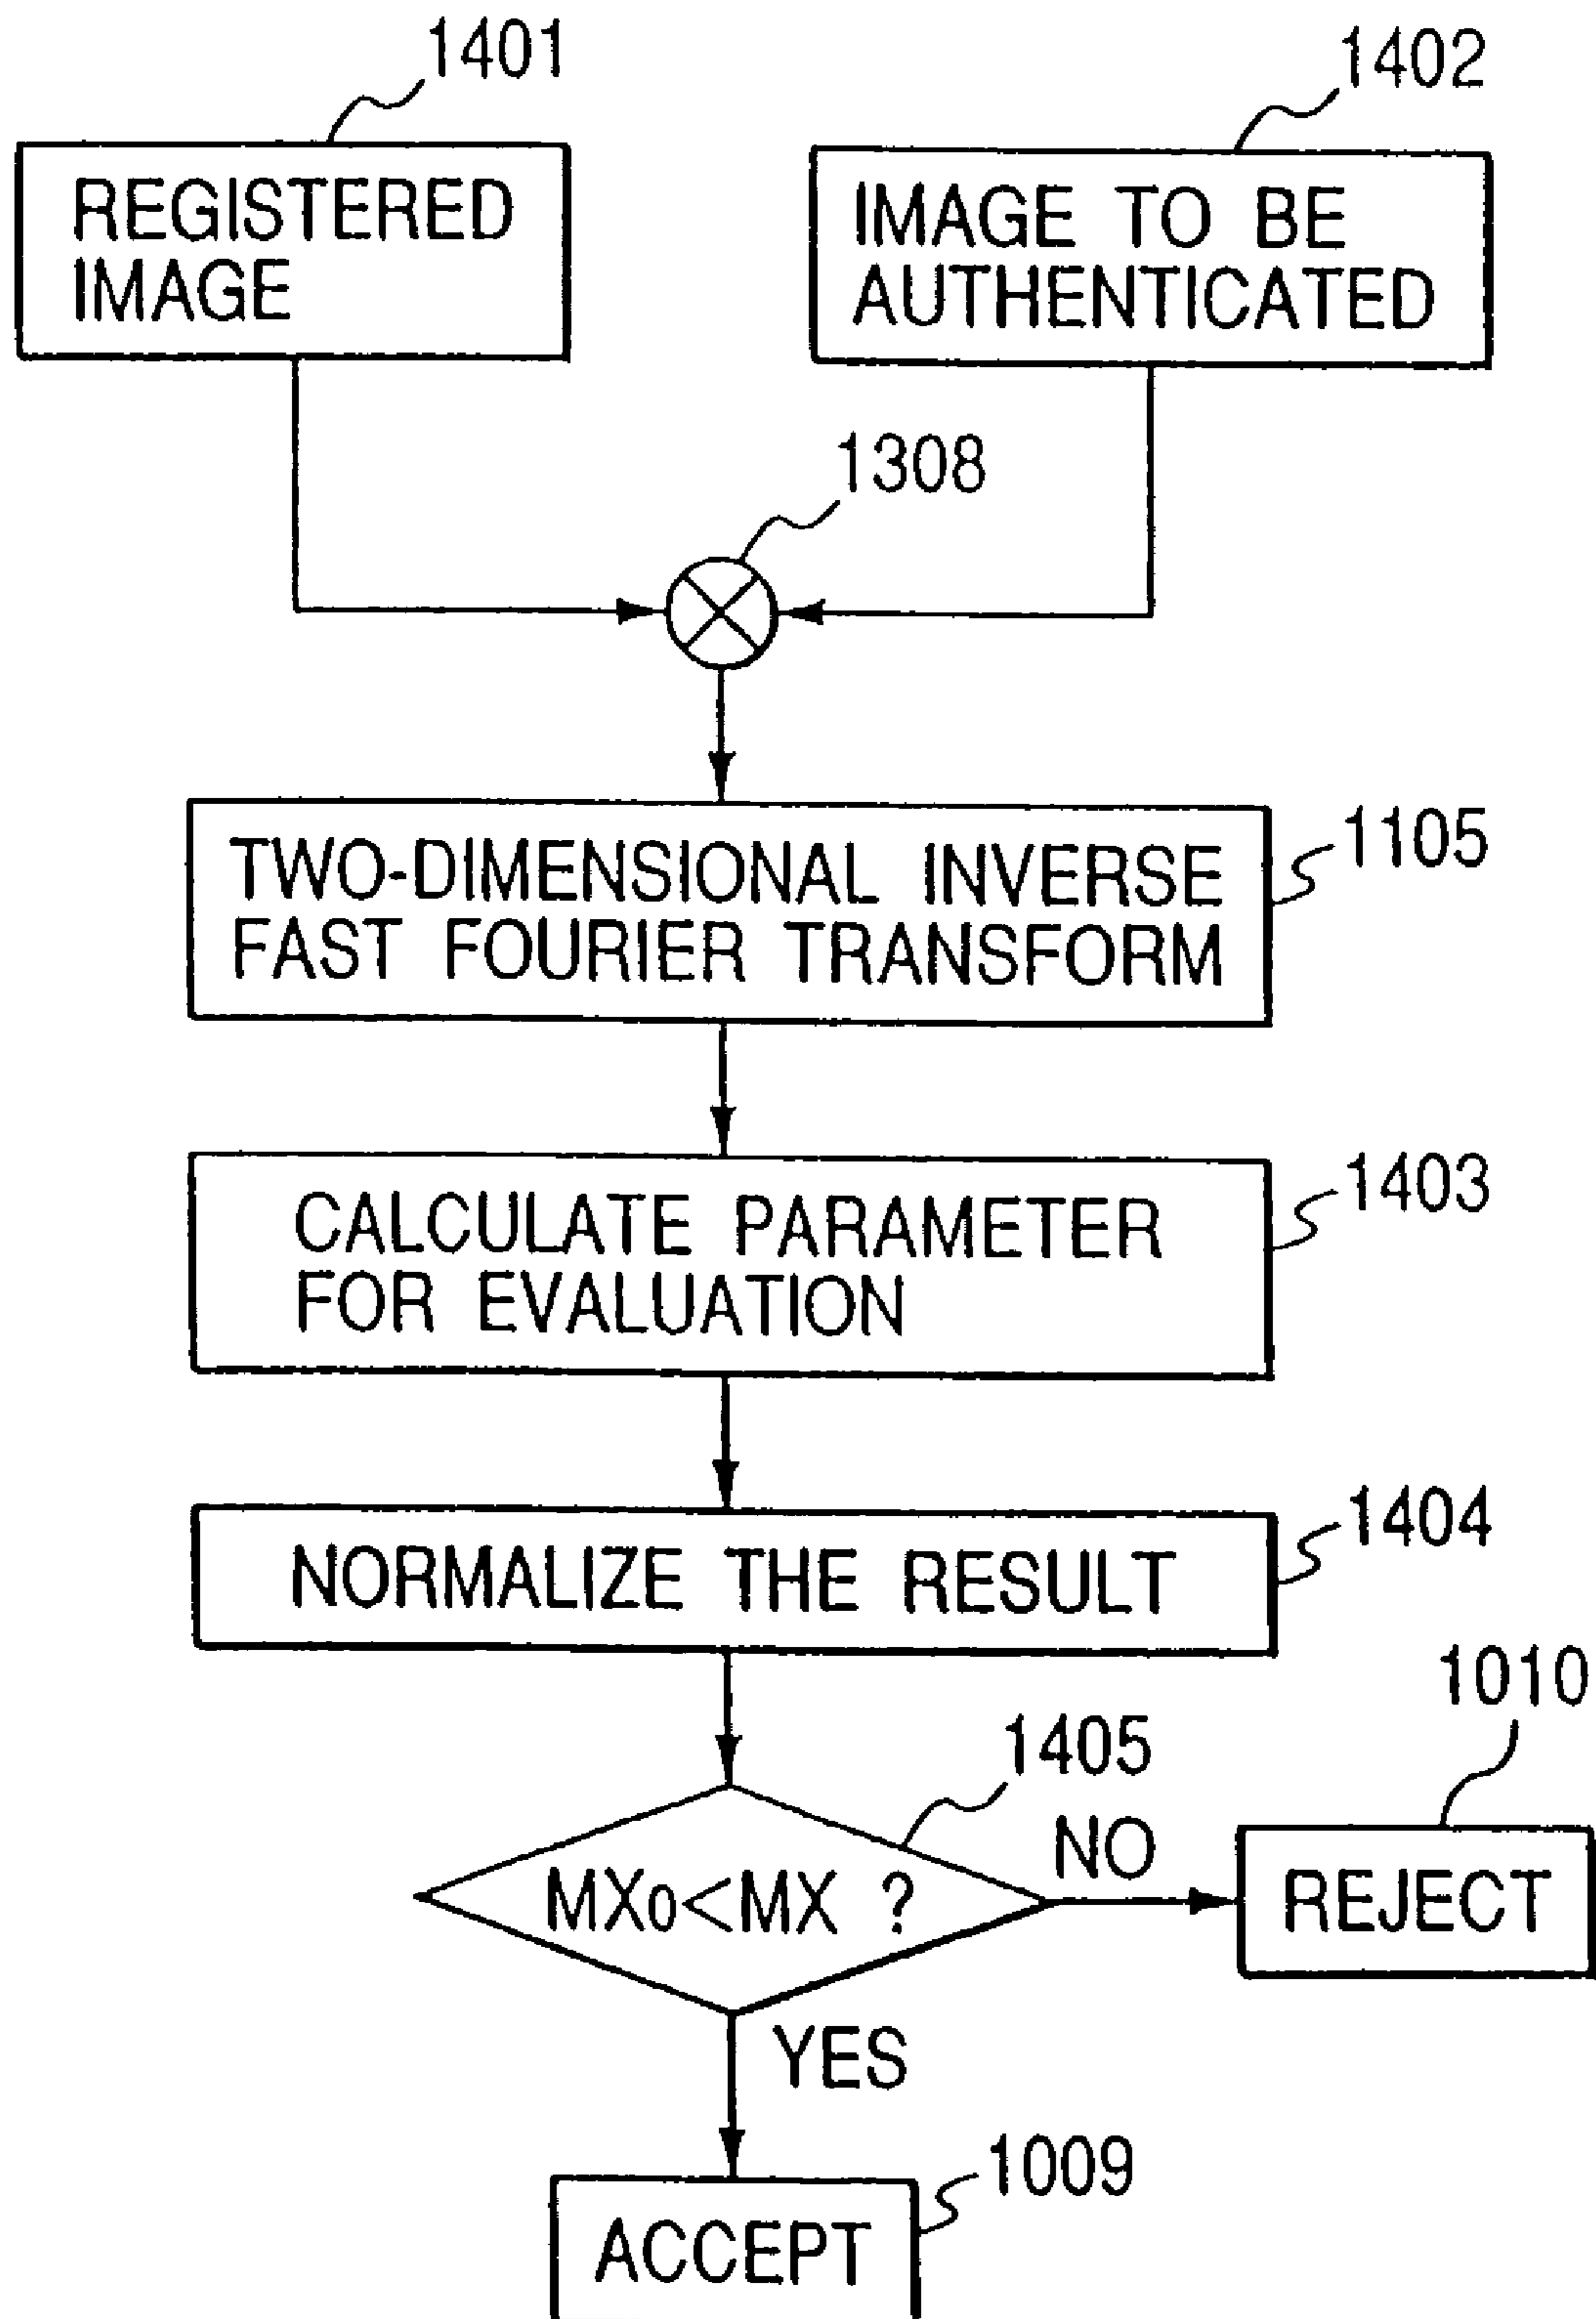 1401
1402
REGISTERED
IMAGE
IMAGE TO BE
AUTHENTICATED
1308
TWO-DIMENSIONAL INVERSE
FAST FOURIER TRANSFORM
1105
CALCULATE PARAMETER
FOR EVALUATION
1403
NORMALIZE THE RESULT
1404
1010
1405
NO
MX₀<MX ?
REJECT
YES
1009
ACCEPT